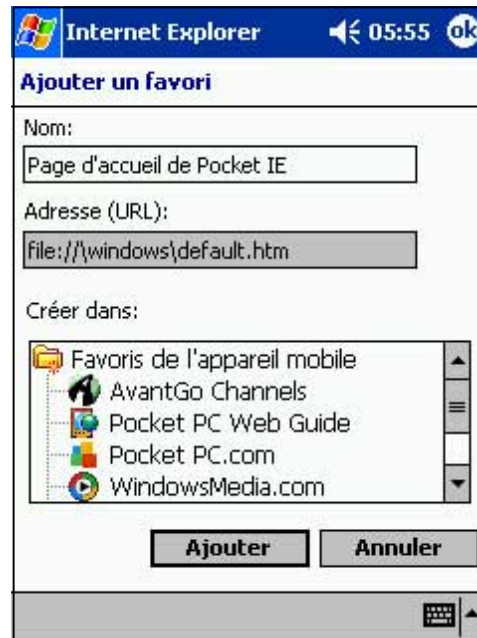 Internet Explorer 05:55 ok
Ajouter un favori
Nom:
Page d'accueil de Pocket IE
Adresse (URL):
file://\windows\default.htm
Créer dans:
Favoris de l'appareil mobile
AvantGo Channels
Pocket PC Web Guide
Pocket PC.com
WindowsMedia.com
Ajouter Annuler